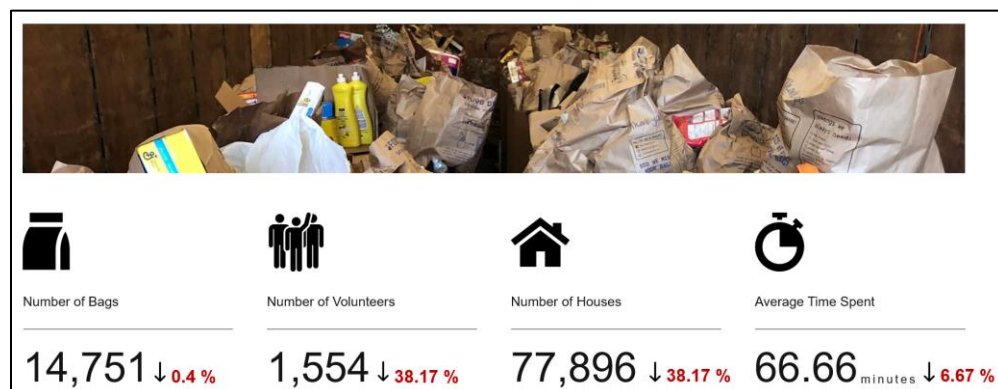 Number of Bags
Number of Volunteers
Number of Houses
Average Time Spent
14,751 ↓ 0.4 %
1,554 ↓ 38.17 %
77,896 ↓ 38.17 %
66.66 minutes ↓ 6.67 %